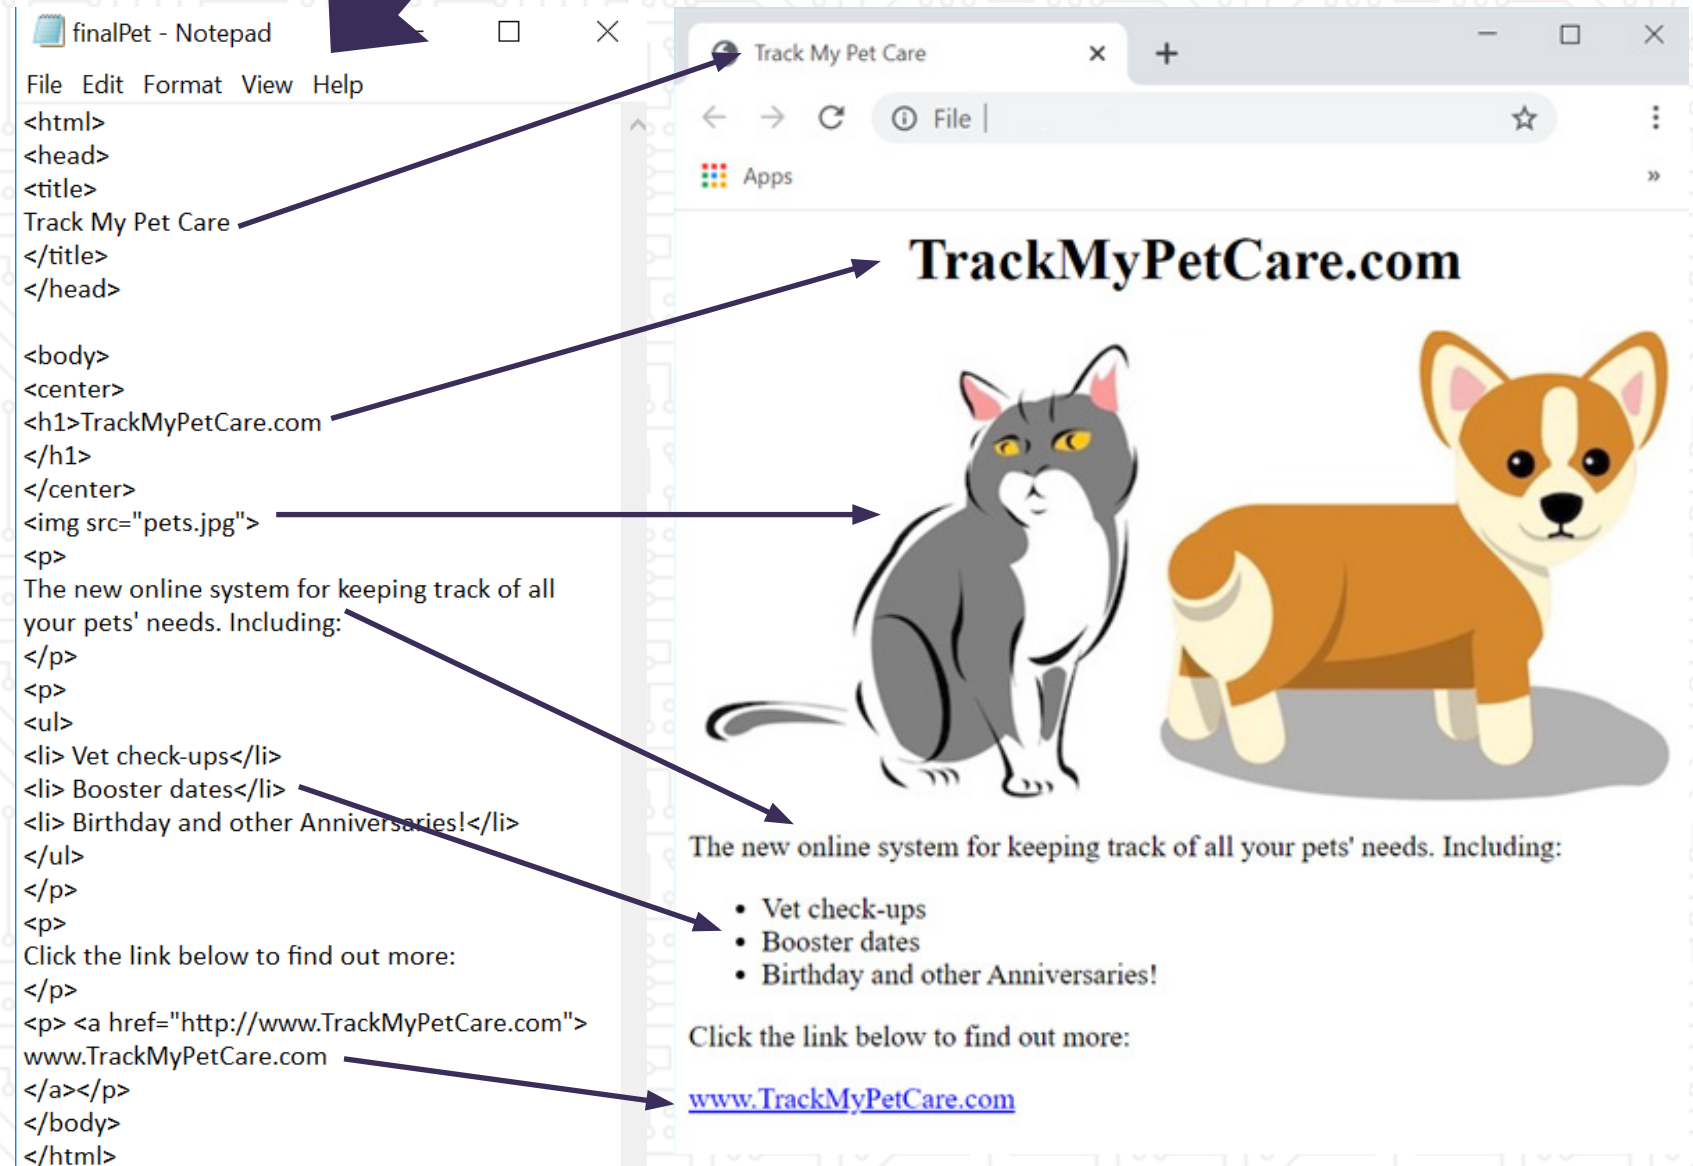 finalPet - Notepad
File Edit Format View Help
<html>
<head>
<title>
Track My Pet Care
</title>
</head>
<body>
<center>
<h1>TrackMyPetCare.com
</h1>
</center>
<img src="pets.jpg">
<p>
The new online system for keeping track of all
your pets' needs. Including:
</p>
<p>
<ul>
<li> Vet check-ups</li>
<li> Booster dates</li>
<li> Birthday and other Anniversaries!</li>
</ul>
</p>
<p>
Click the link below to find out more:
</p>
<p> <a href="http://www.TrackMyPetCare.com">
www.TrackMyPetCare.com
</a></p>
</body>
</html>
Track My Pet Care
File |
Apps
TrackMyPetCare.com
The new online system for keeping track of all your pets' needs. Including:
• Vet check-ups
• Booster dates
• Birthday and other Anniversaries!
Click the link below to find out more:
www.TrackMyPetCare.com